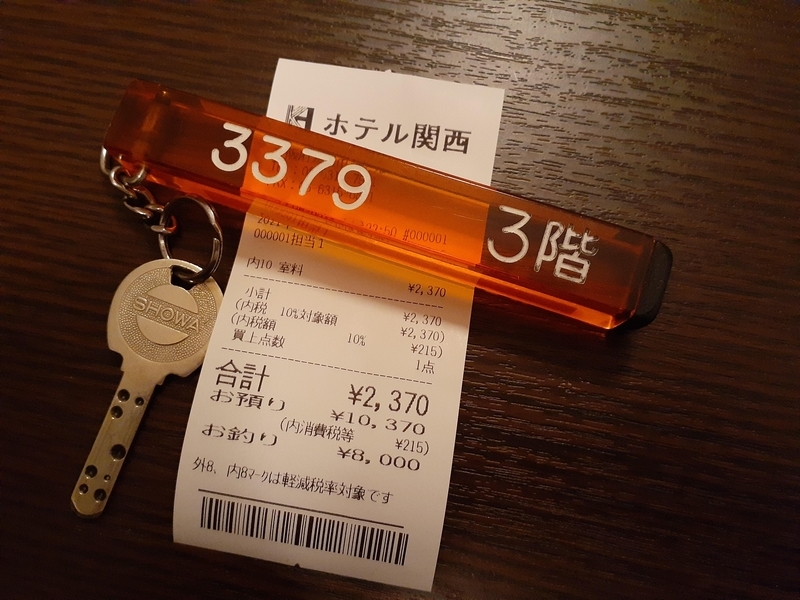 ホテル関西
3379
3階
22:50 #000001
000001担当1
内10 室料
¥2,370
小計 ¥2,370
(内税 10%対象額 ¥2,370)
(内税額 10% ¥215)
買上点数 1点
合計 ¥2,370
お預り ¥10,370
(内消費税等 ¥215)
お釣り ¥8,000
外8、内8マークは軽減税率対象です
SHOWA